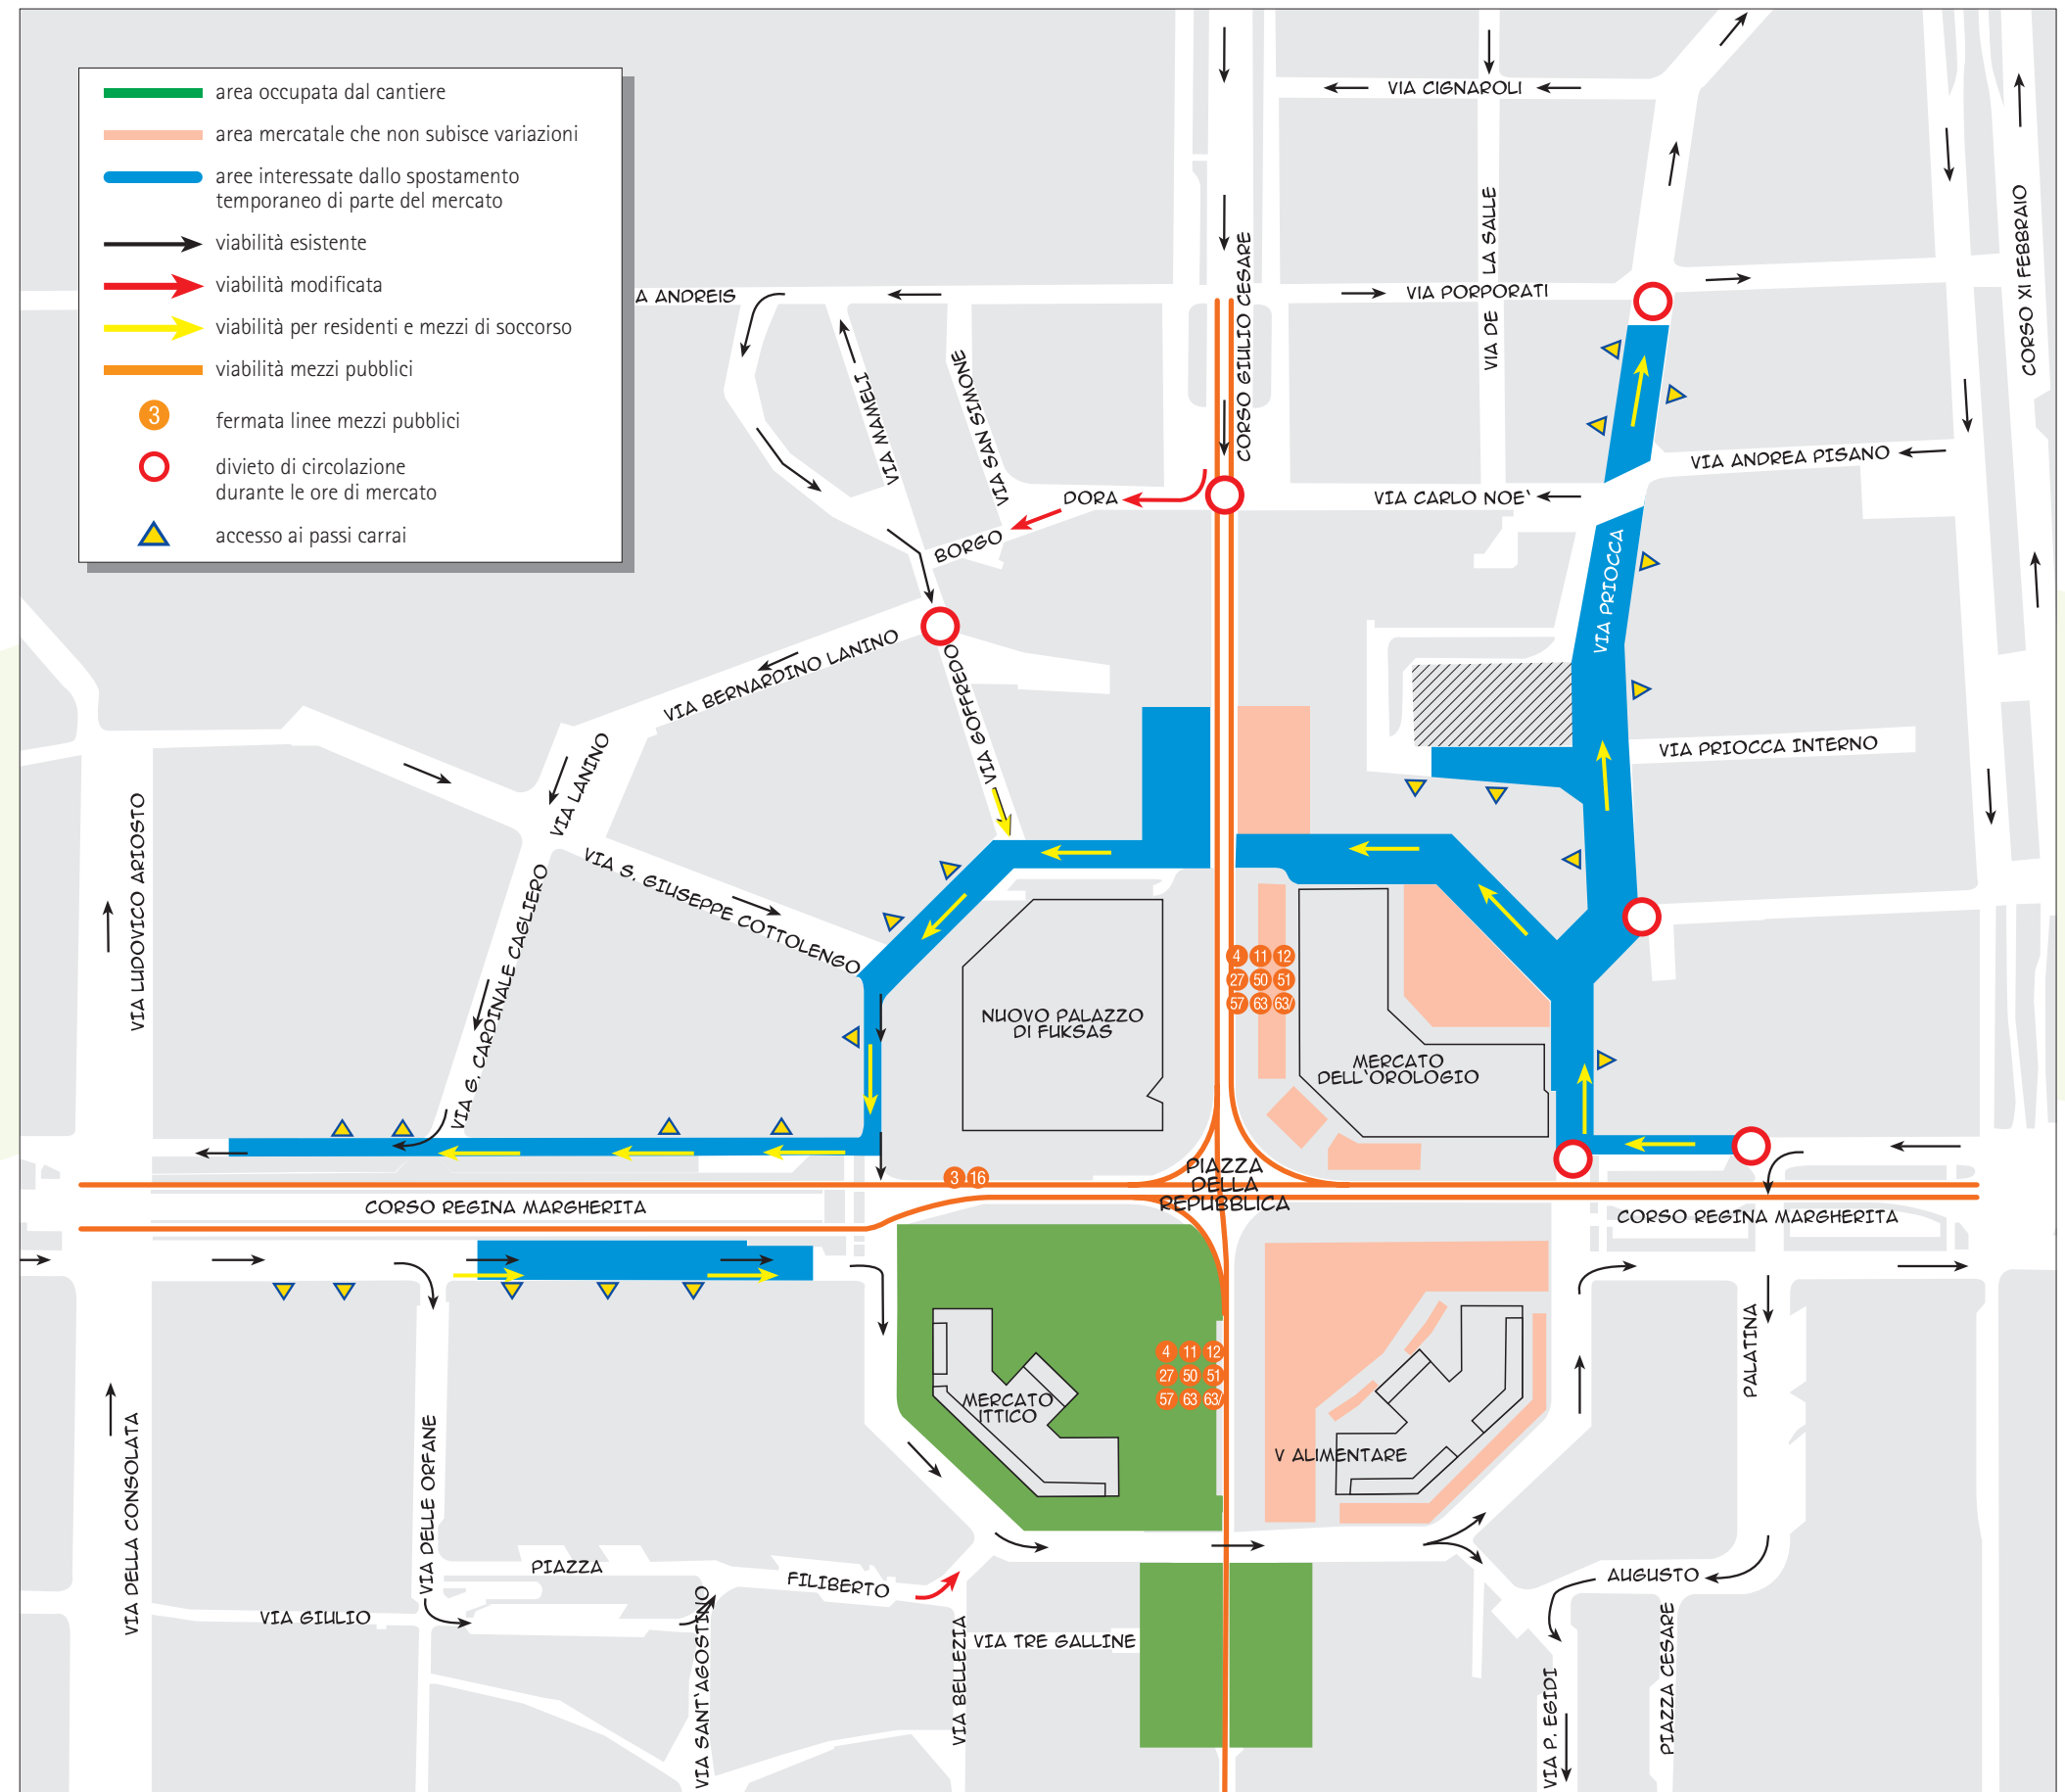 area occupata dal cantiere
area mercatale che non subisce variazioni
aree interessate dallo spostamento
temporaneo di parte del mercato
viabilità esistente
viabilità modificata
viabilità per residenti e mezzi di soccorso
viabilità mezzi pubblici
3
fermata linee mezzi pubblici
divieto di circolazione
durante le ore di mercato
accesso ai passi carrai
VIA CIGNAROLI
VIA DE LA SALLE
CORSO XI FEBBRAIO
CORSO GIULIO CESARE
A ANDREIS
VIA PORPORATI
VIA MAMELI
VIA SAN SIMONE
VIA ANDREA PISANO
DORA
VIA CARLO NOE'
BORGO
VIA PRIOCCA
VIA BERNARDINO LANINO
VIA GOFFREDO
VIA LANINO
VIA PRIOCCA INTERNO
VIA LUDOVICO ARIOSTO
VIA S. GIUSEPPE COTTOLENGO
VIA G. CARDINALE CAGLIERO
4 11 12
27 50 51
57 63 63/
NUOVO PALAZZO
DI FUKSAS
MERCATO
DELL'OROLOGIO
3 16
PIAZZA
DELLA
REPUBBLICA
CORSO REGINA MARGHERITA
CORSO REGINA MARGHERITA
4 11 12
27 50 51
57 63 63/
MERCATO
ITTICO
V ALIMENTARE
PALATINA
VIA DELLA CONSOLATA
VIA DELLE ORFANE
PIAZZA
FILIBERTO
AUGUSTO
VIA GIULIO
VIA SANT'AGOSTINO
VIA BELLEZIA
VIA TRE GALLINE
VIA P. EGIDI
PIAZZA CESARE